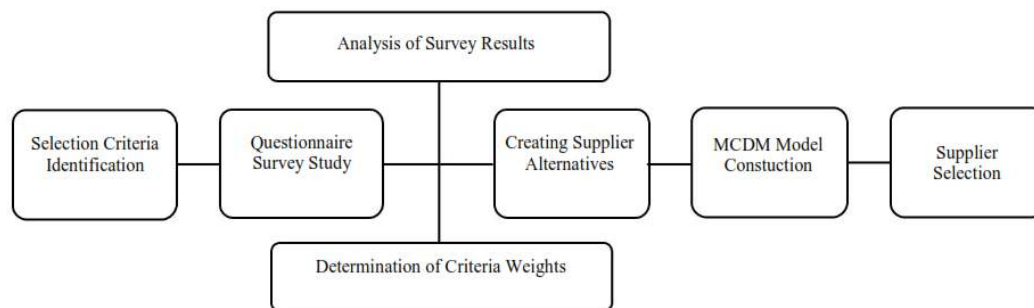 Analysis of Survey Results
Selection Criteria
Identification
Questionnaire
Survey Study
Creating Supplier
Alternatives
MCDM Model
Constuction
Supplier
Selection
Determination of Criteria Weights